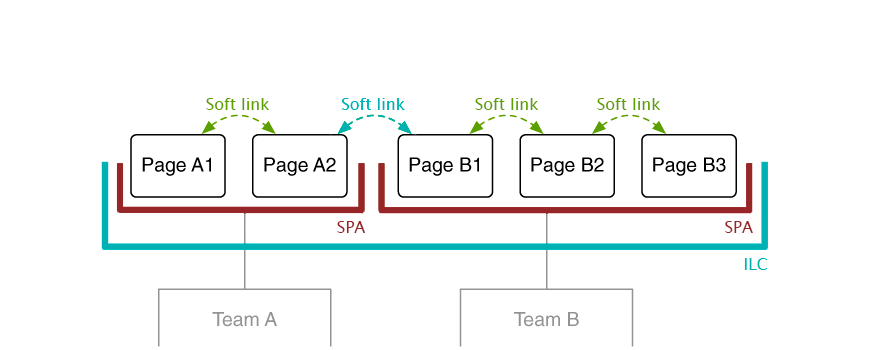 Soft link
Soft link
Soft link
Soft link
Page A1
Page A2
Page B1
Page B2
Page B3
SPA
SPA
ILC
Team A
Team B